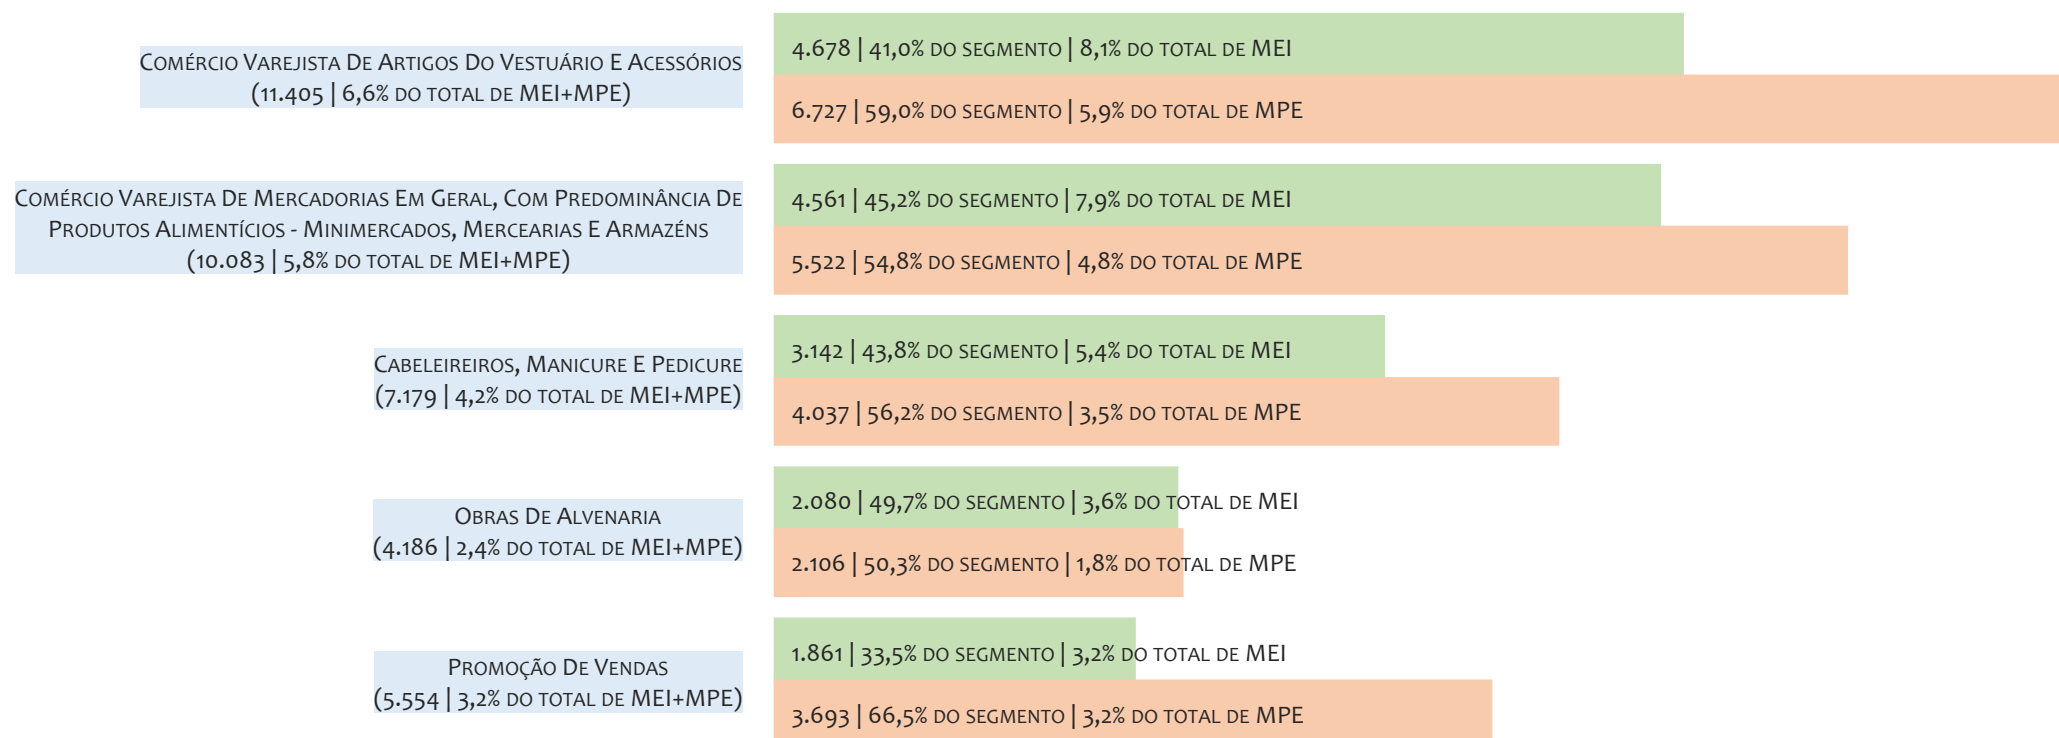 Comércio Varejista De Artigos Do Vestuário E Acessórios
(11.405 | 6,6% do total de MEI+MPE)
4.678 | 41,0% do segmento | 8,1% do total de MEI
6.727 | 59,0% do segmento | 5,9% do total de MPE
Comércio Varejista De Mercadorias Em Geral, Com Predominância De
Produtos Alimentícios - Minimercados, Mercearias E Armazéns
(10.083 | 5,8% do total de MEI+MPE)
4.561 | 45,2% do segmento | 7,9% do total de MEI
5.522 | 54,8% do segmento | 4,8% do total de MPE
Cabeleireiros, Manicure E Pedicure
(7.179 | 4,2% do total de MEI+MPE)
3.142 | 43,8% do segmento | 5,4% do total de MEI
4.037 | 56,2% do segmento | 3,5% do total de MPE
Obras De Alvenaria
(4.186 | 2,4% do total de MEI+MPE)
2.080 | 49,7% do segmento | 3,6% do total de MEI
2.106 | 50,3% do segmento | 1,8% do total de MPE
Promoção De Vendas
(5.554 | 3,2% do total de MEI+MPE)
1.861 | 33,5% do segmento | 3,2% do total de MEI
3.693 | 66,5% do segmento | 3,2% do total de MPE